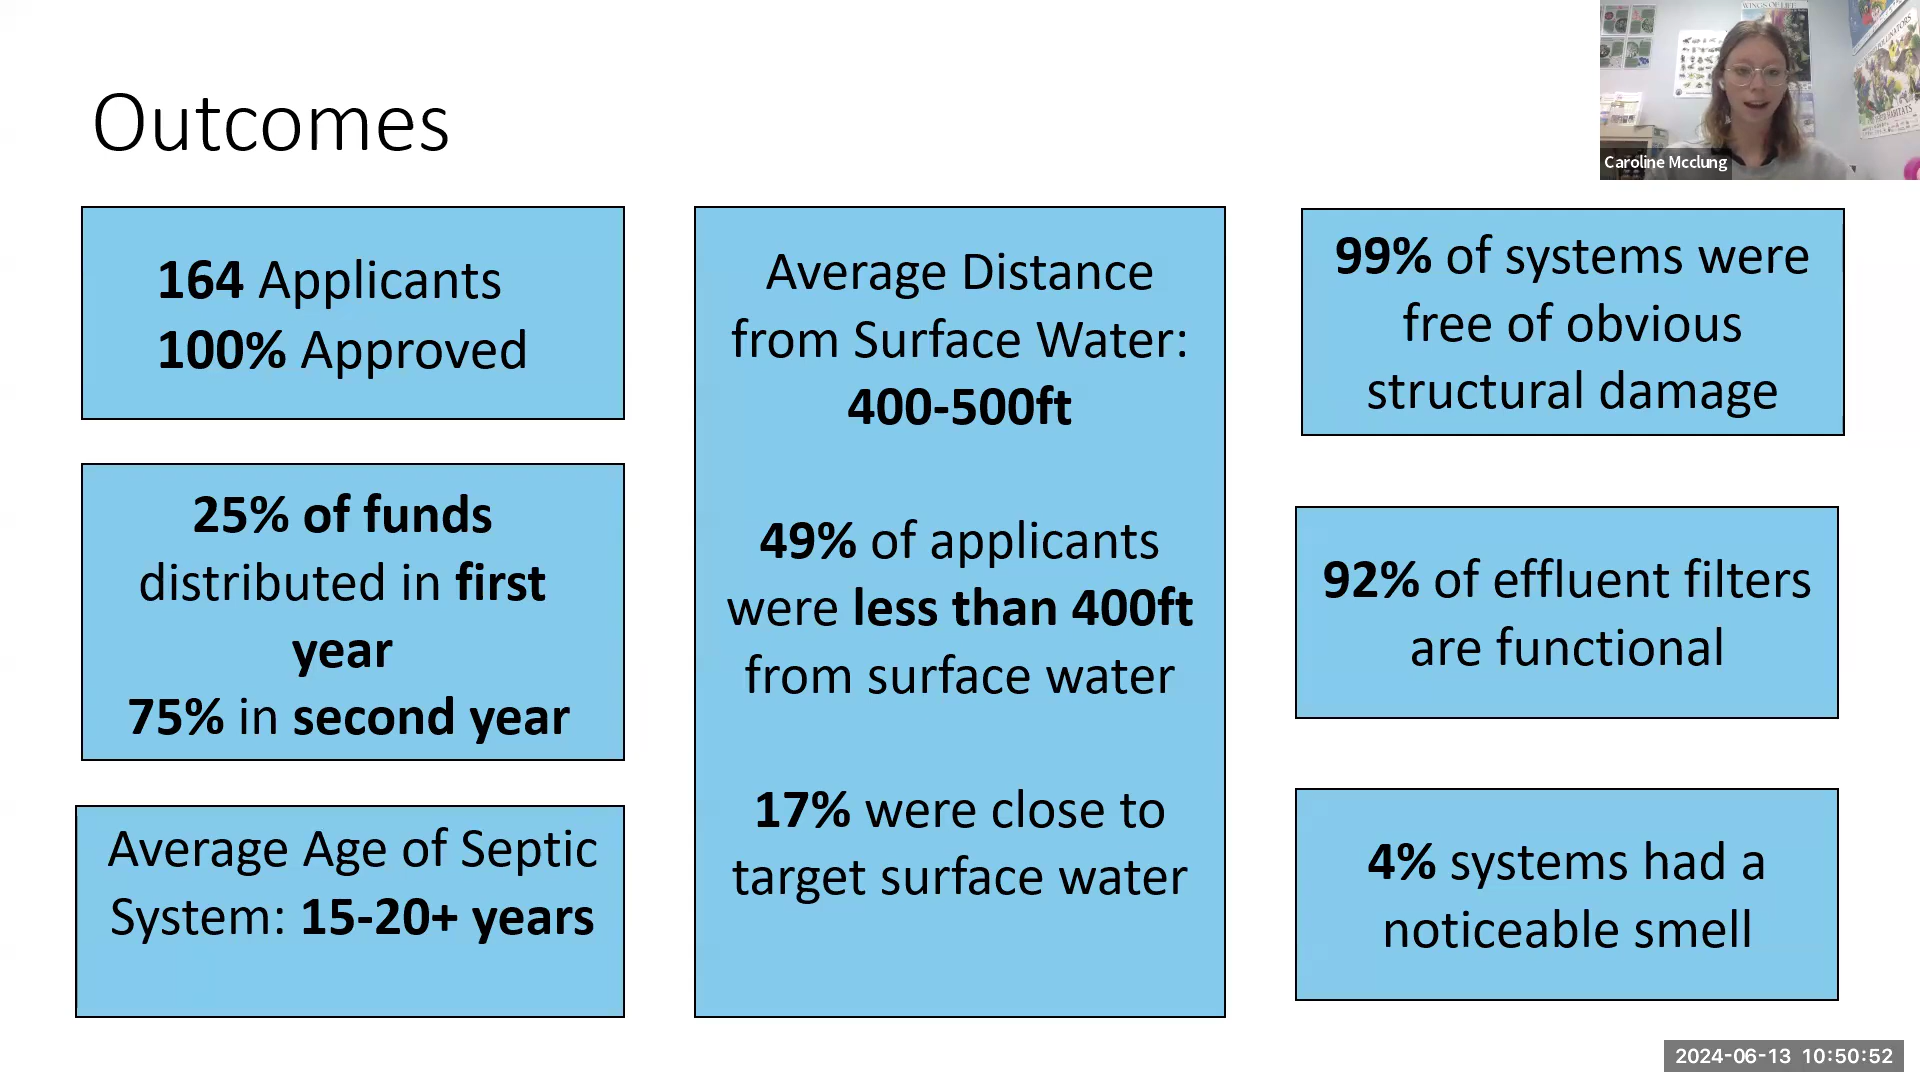 Outcomes
164 Applicants
100% Approved
25% of funds
distributed in first
year
75% in second year
Average Age of Septic
System: 15-20+ years
Average Distance
from Surface Water:
400-500ft
49% of applicants
were less than 400ft
from surface water
17% were close to
target surface water
99% of systems were
free of obvious
structural damage
92% of effluent filters
are functional
4% systems had a
noticeable smell
WINGS OF LIFE
Caroline Mcclung
2024-06-13 10:50:52